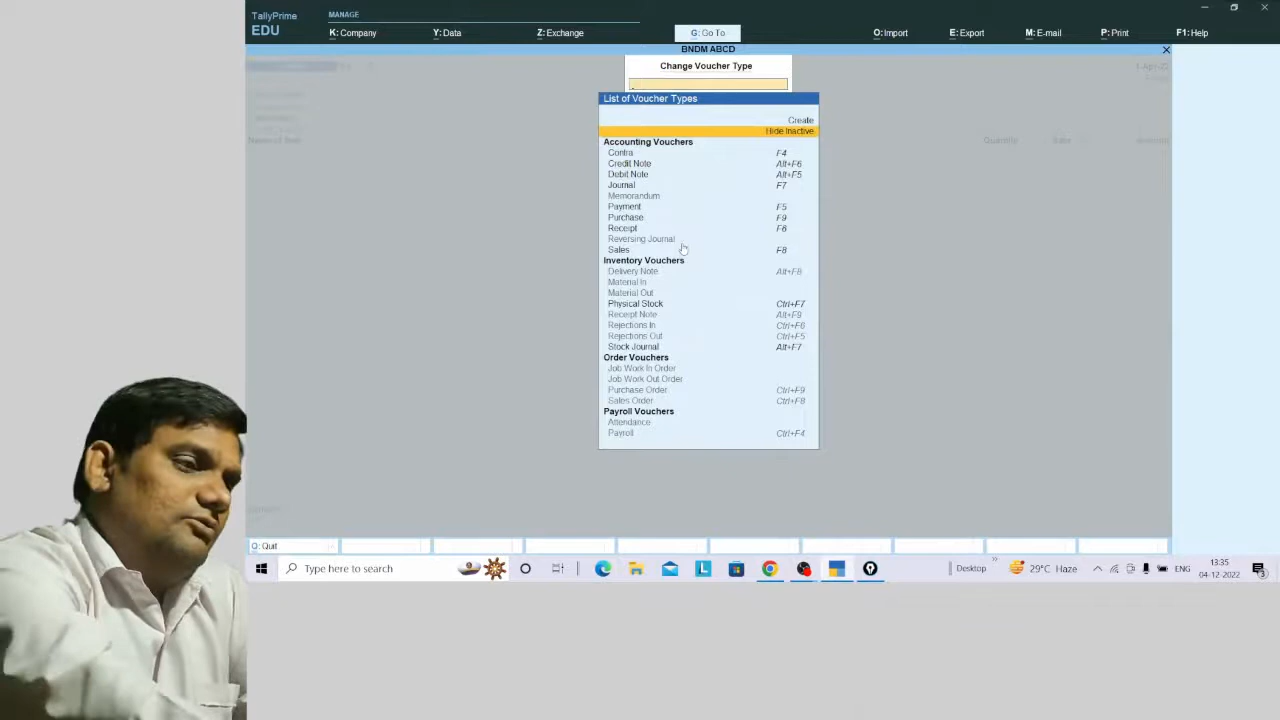 TallyPrime
EDU
MANAGE
K: Company
Y: Data
Z: Exchange
G: Go To
O: Import
E: Export
M: E-mail
P: Print
F1: Help
BNDM ABCD
Change Voucher Type
List of Voucher Types
Create
Hide Inactive
Accounting Vouchers
Contra F4
Credit Note Alt+F6
Debit Note Alt+F5
Journal F7
Memorandum
Payment F5
Purchase F9
Receipt F6
Reversing Journal
Sales F8
Inventory Vouchers
Delivery Note Alt+F8
Material In
Material Out
Physical Stock Ctrl+F7
Receipt Note Alt+F9
Rejections In Ctrl+F6
Rejections Out Ctrl+F5
Stock Journal Alt+F7
Order Vouchers
Job Work In Order
Job Work Out Order
Purchase Order Ctrl+F9
Sales Order Ctrl+F8
Payroll Vouchers
Attendance
Payroll Ctrl+F4
Quantity
Q: Quit
Type here to search
Desktop
29°C Haze
ENG
13:35
04-12-2022